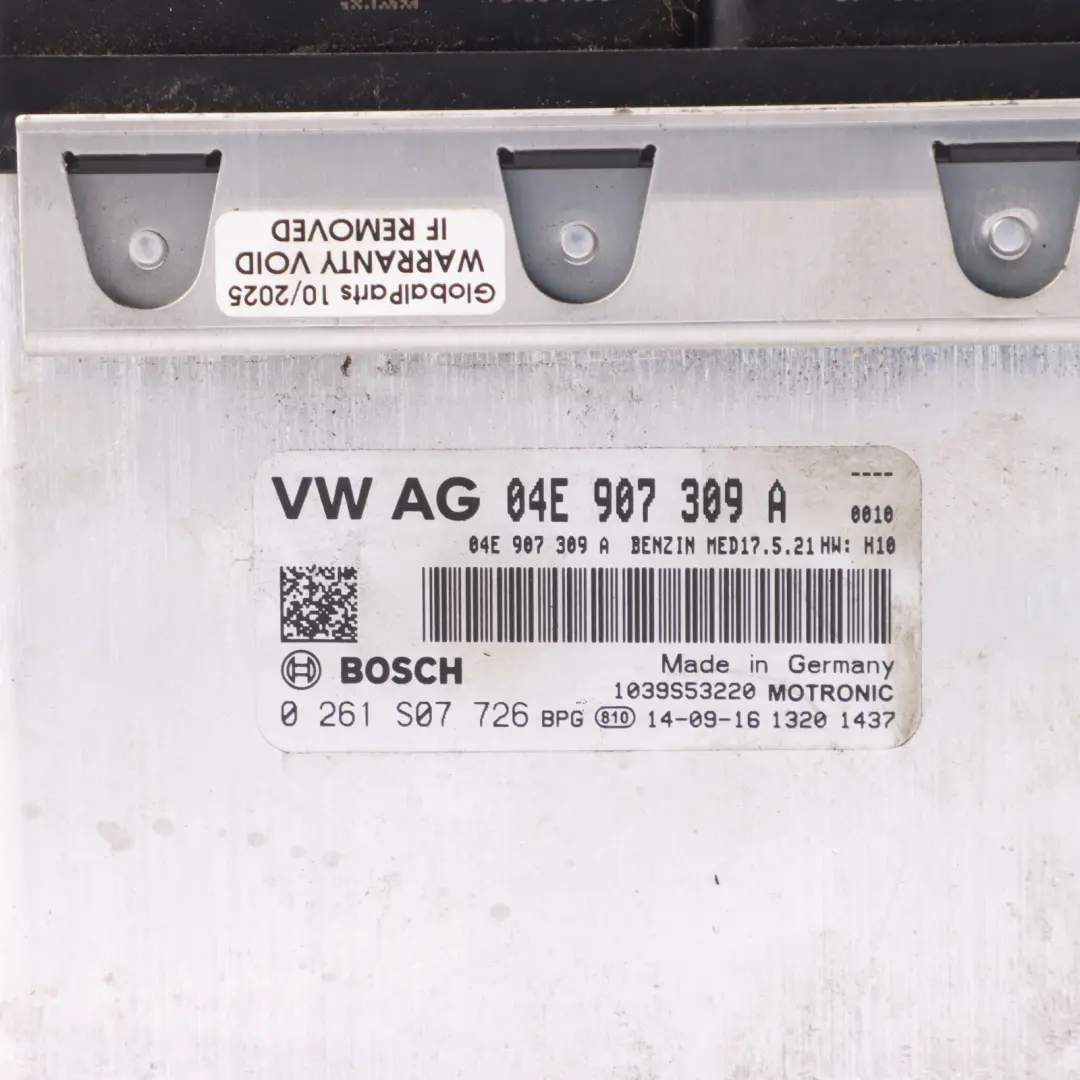 GlobalParts 10/2025
WARRANTY VOID
IF REMOVED
VW AG 04E 907 309 A ----
0010
04E 907 309 A BENZIN MED17.5.21 HW: H10
BOSCH Made in Germany
1039S53220 MOTRONIC
0 261 S07 726 BPG 810 14-09-16 1320 1437